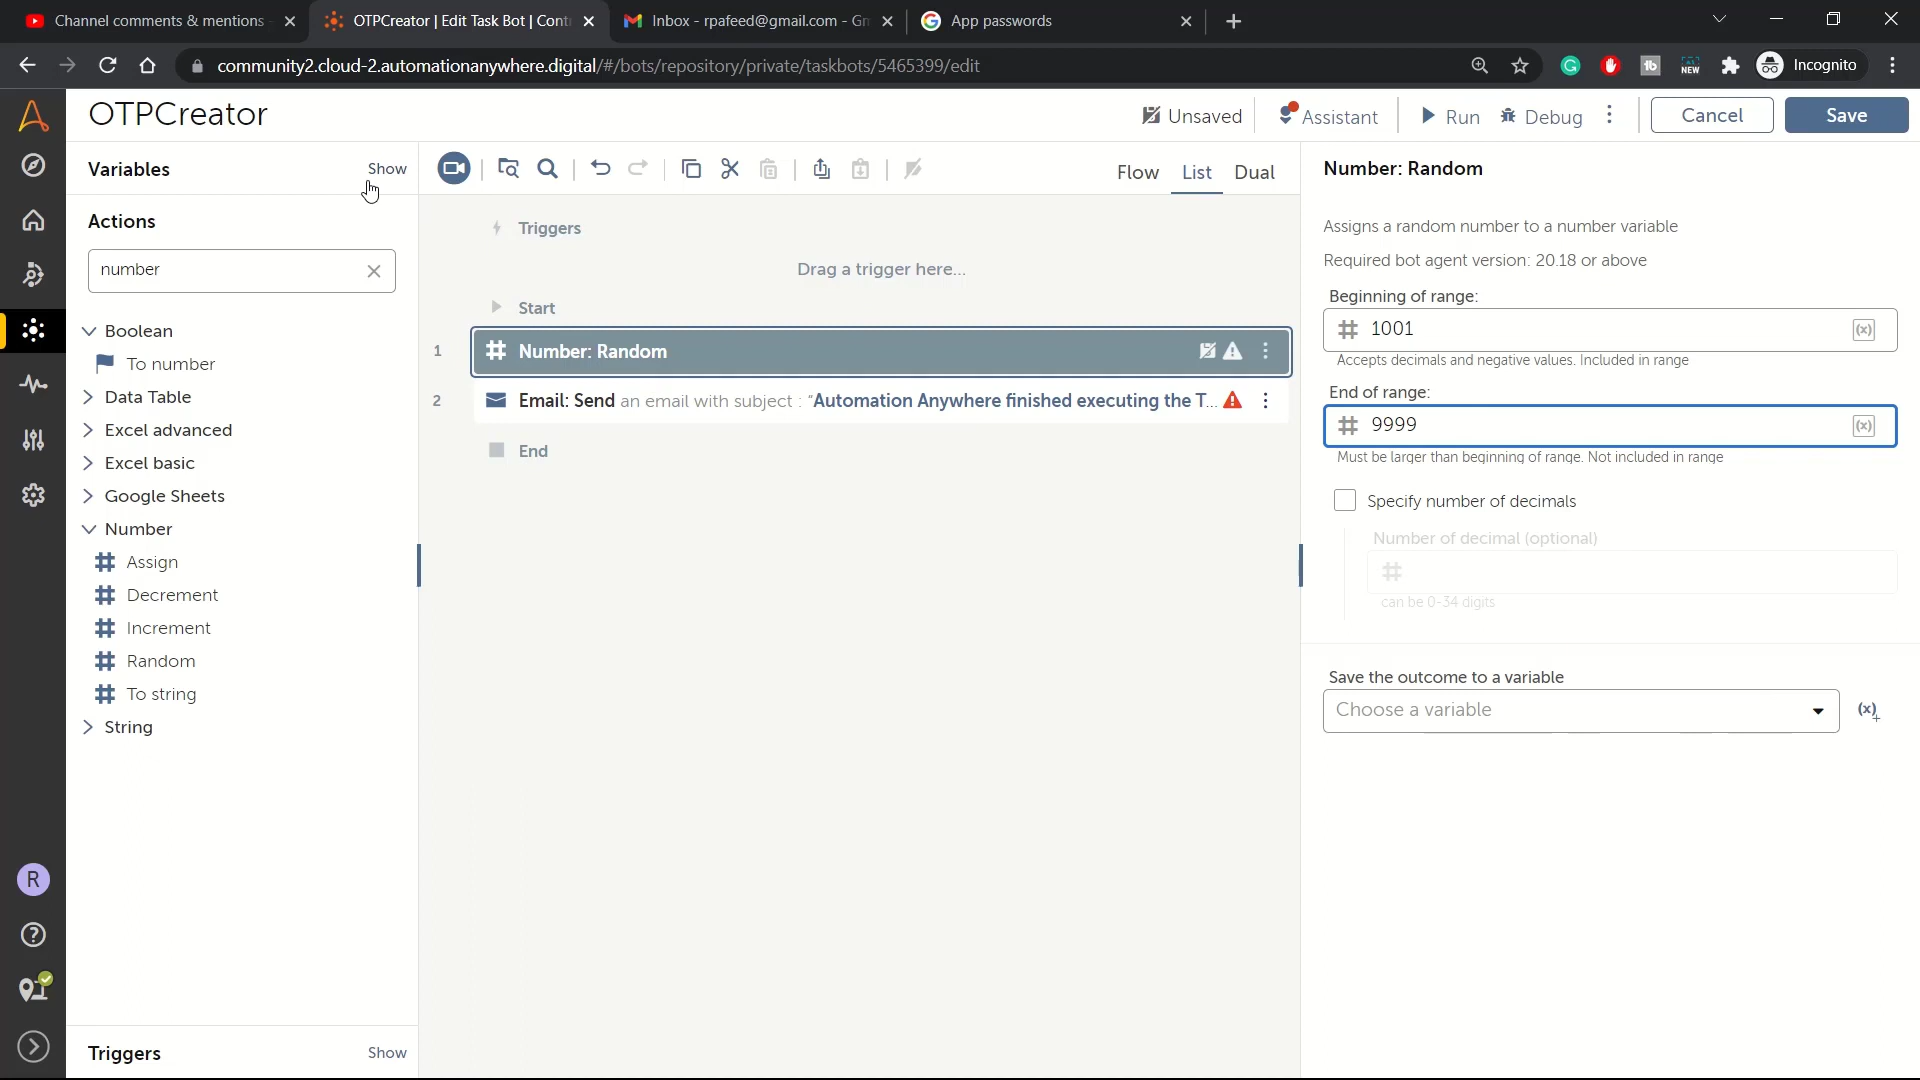 Channel comments & mentions
OTPCreator | Edit Task Bot | Cont
Inbox - rpafeed@gmail.com - Gm
App passwords
community2.cloud-2.automationanywhere.digital/#/bots/repository/private/taskbots/5465399/edit
Incognito
OTPCreator
Unsaved
Assistant
Run
Debug
Cancel
Save
Variables
Show
Flow
List
Dual
Number: Random
Actions
number
Boolean
To number
Data Table
Excel advanced
Excel basic
Google Sheets
Number
Assign
Decrement
Increment
Random
To string
String
Triggers
Show
Triggers
Drag a trigger here...
Start
1
Number: Random
2
Email: Send an email with subject : "Automation Anywhere finished executing the T...
End
Assigns a random number to a number variable
Required bot agent version: 20.18 or above
Beginning of range:
# 1001
(x)
Accepts decimals and negative values. Included in range
End of range:
# 9999
(x)
Must be larger than beginning of range. Not included in range
Specify number of decimals
Number of decimal (optional)
#
can be 0-34 digits
Save the outcome to a variable
Choose a variable
(x)+
R